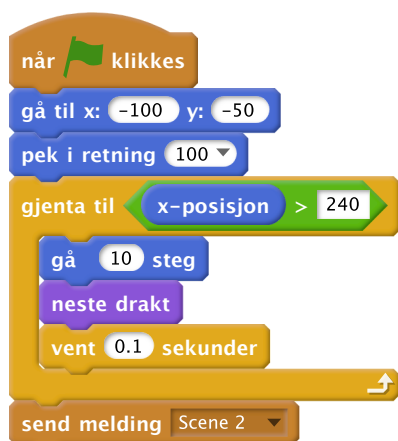 når klikkes
gå til x: -100 y: -50
pek i retning 100
gjenta til x-posisjon > 240
gå 10 steg
neste drakt
vent 0.1 sekunder
send melding Scene 2